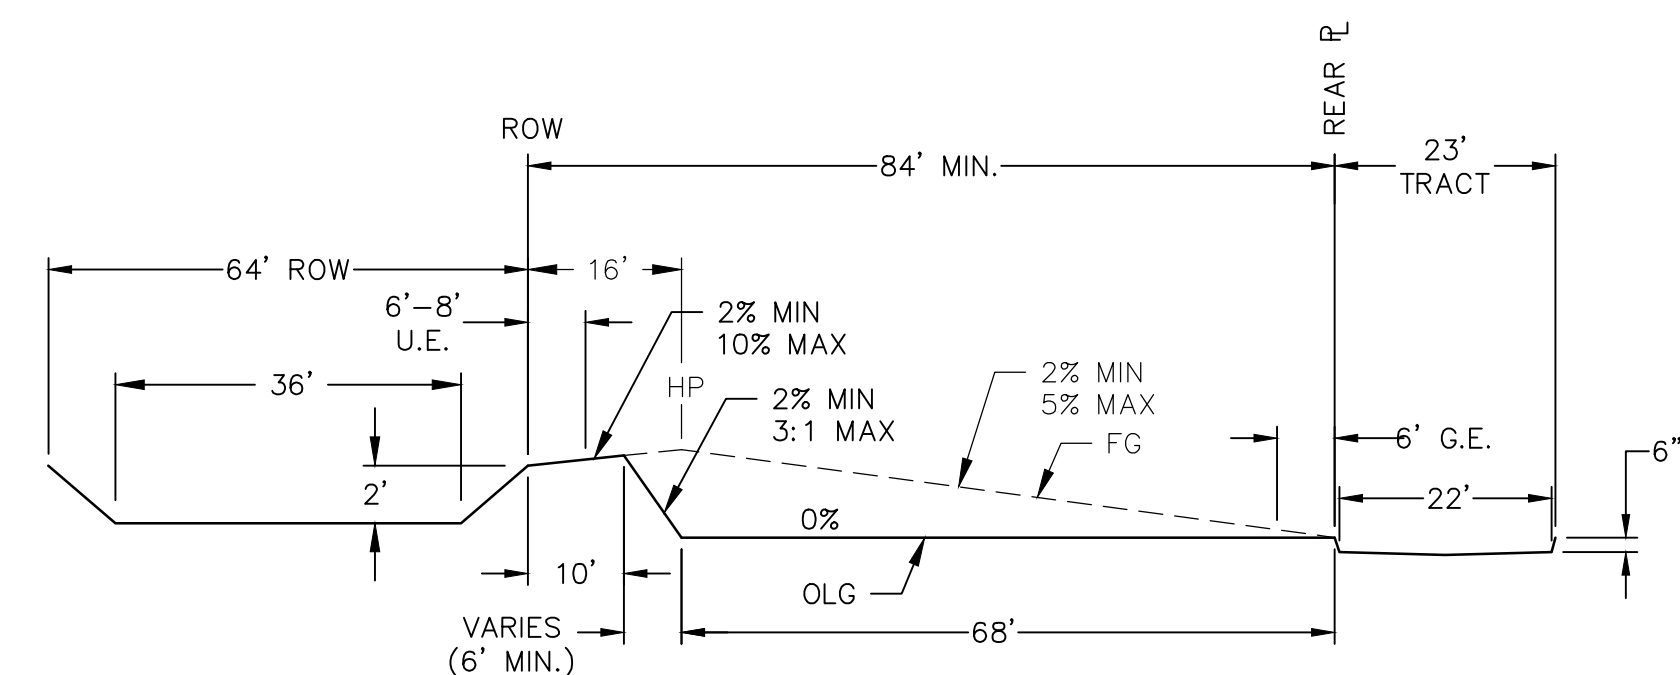 REAR PL
ROW
84' MIN.
23'
TRACT
64' ROW
16'
6'-8'
U.E.
2% MIN
10% MAX
36'
HP
2% MIN
5% MAX
2% MIN
3:1 MAX
FG
6' G.E.
6"
2'
22'
0%
10'
OLG
VARIES
(6' MIN.)
68'